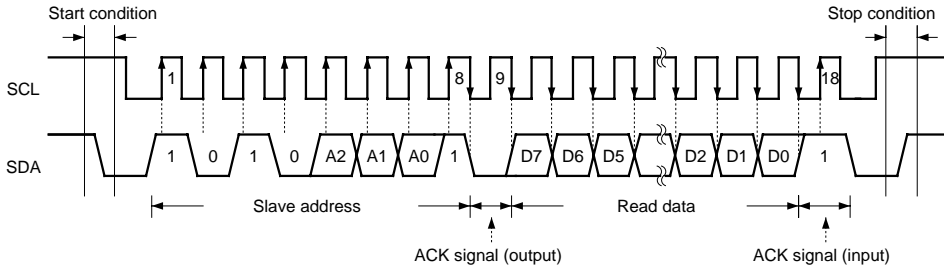 Start condition Stop condition
SCL 1 8 9 18
SDA 1 0 1 0 A2 A1 A0 1 D7 D6 D5 D2 D1 D0 1
Slave address Read data
ACK signal (output) ACK signal (input)